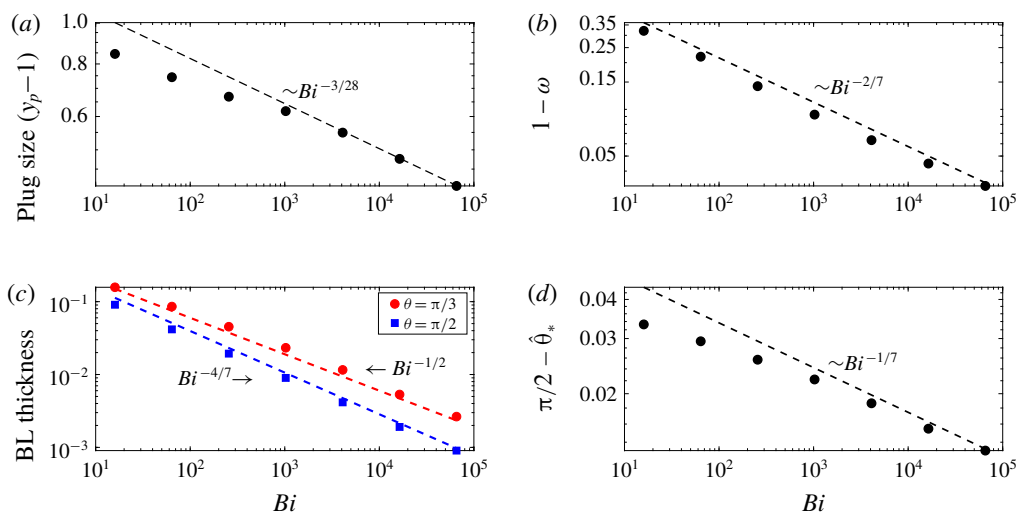 (a)
Plug size (y_p−1)
1.0
0.8
0.6
~Bi^{−3/28}
10^1
10^2
10^3
10^4
10^5
(b)
1 − ω
0.35
0.25
0.15
0.05
~Bi^{−2/7}
10^1
10^2
10^3
10^4
10^5
(c)
BL thickness
10^{−1}
10^{−2}
10^{−3}
θ = π/3
θ = π/2
Bi^{−4/7} →
← Bi^{−1/2}
10^1
10^2
10^3
10^4
10^5
Bi
(d)
π/2 − θ̂_*
0.04
0.03
0.02
~Bi^{−1/7}
10^1
10^2
10^3
10^4
10^5
Bi